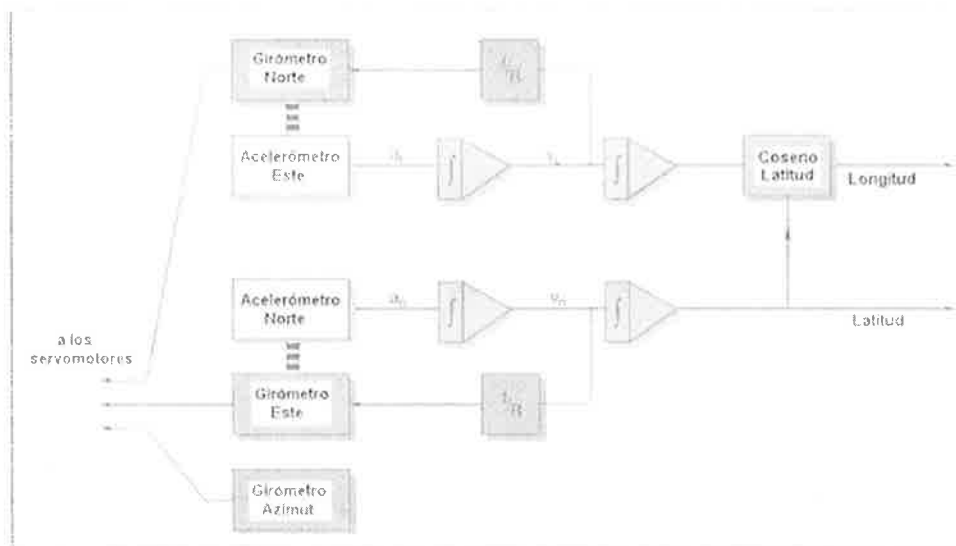 Girómetro
Norte
Acelerómetro
Este
Coseno
Latitud
Longitud
Acelerómetro
Norte
Latitud
a los
servomotores
Girómetro
Este
Girómetro
Azimut